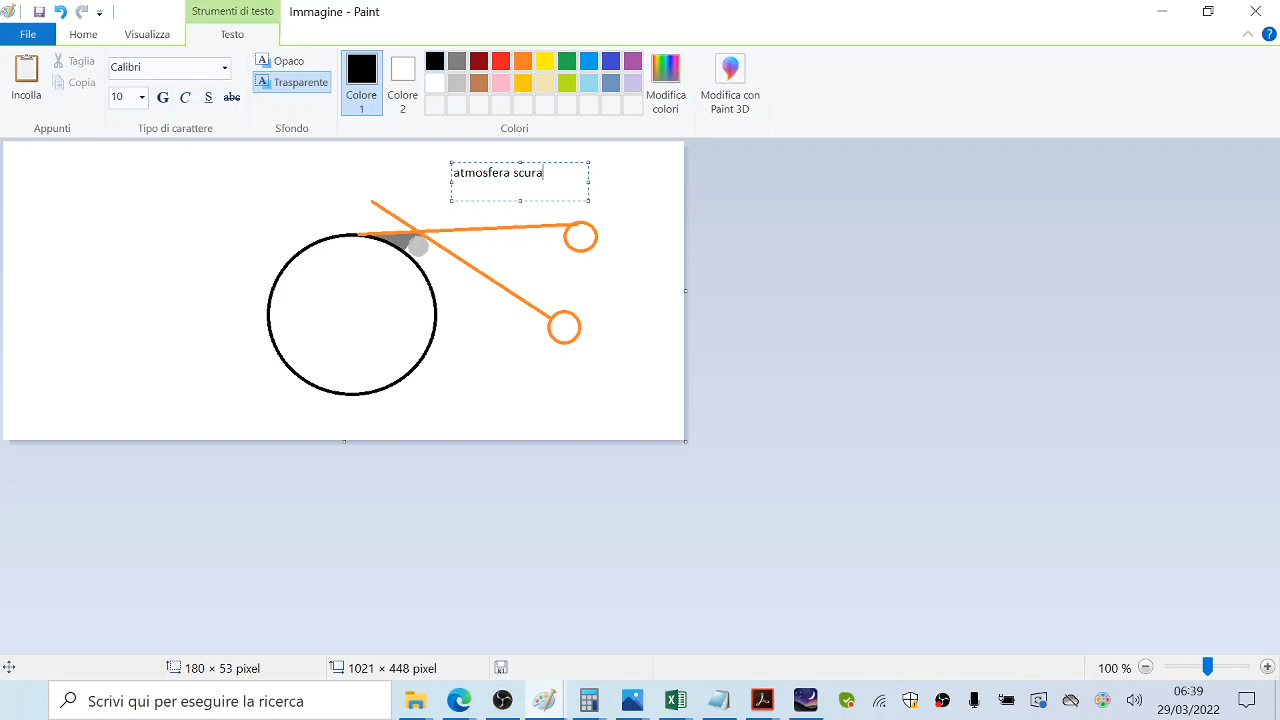 Strumenti di testo
Immagine - Paint
File
Home
Visualizza
Testo
Incolla
Taglia
Copia
Appunti
Calibri
10
G C S abc
Tipo di carattere
Opaco
Trasparente
Sfondo
Colore
1
Colore
2
Colori
Modifica
colori
Modifica con
Paint 3D
atmosfera scura
180 × 53 pixel
1021 × 448 pixel
100 %
Scrivi qui per eseguire la ricerca
06:39
29/03/2022